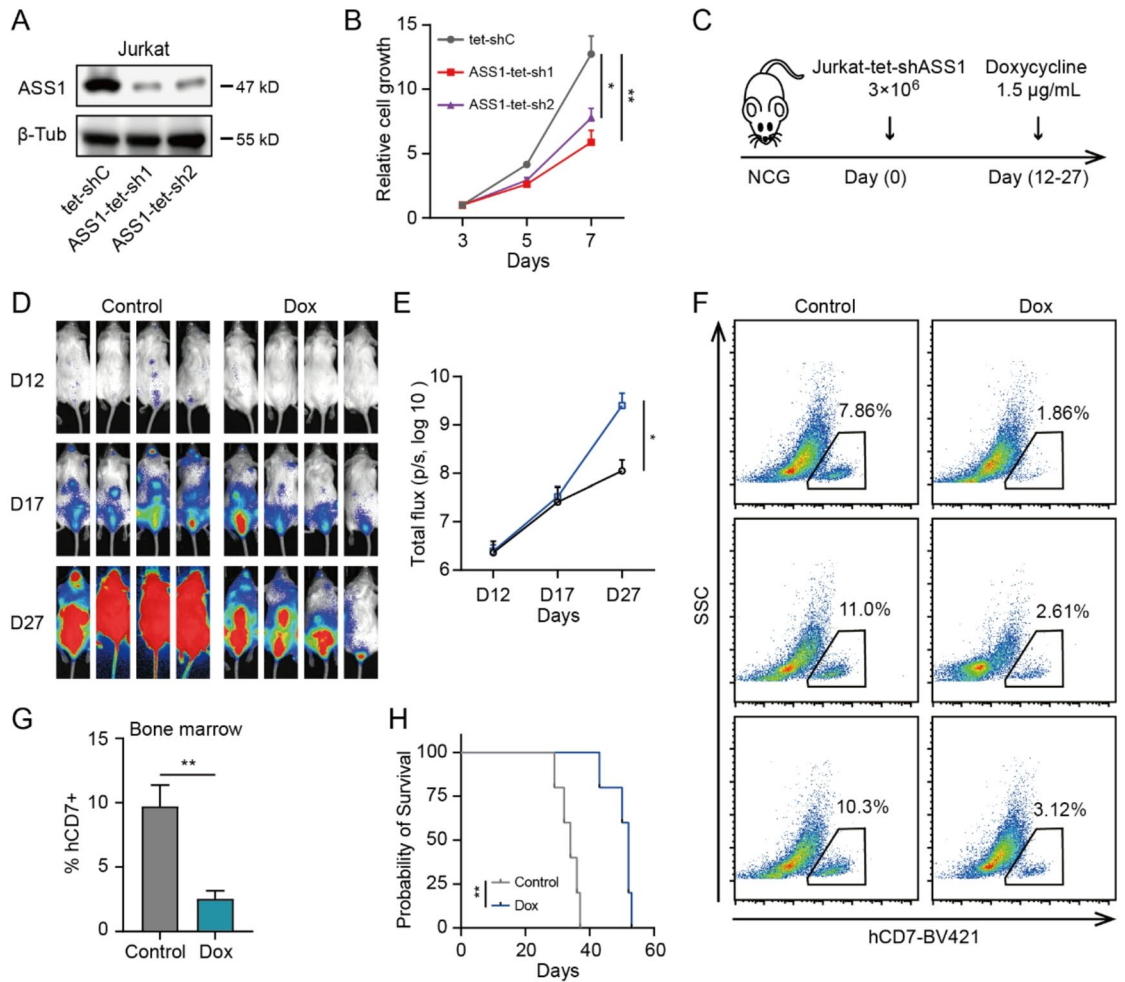 A
Jurkat
ASS1
47 kD
β-Tub
55 kD
tet-shC
ASS1-tet-sh1
ASS1-tet-sh2
B
Relative cell growth
15
10
5
0
tet-shC
ASS1-tet-sh1
ASS1-tet-sh2
*
**
3
5
7
Days
C
Jurkat-tet-shASS1
3×10⁶
Doxycycline
1.5 µg/mL
NCG
Day (0)
Day (12-27)
D
Control
Dox
D12
D17
D27
E
Total flux (p/s, log 10 )
10
9
8
7
6
*
D12
D17
D27
Days
F
Control
Dox
7.86%
1.86%
11.0%
2.61%
10.3%
3.12%
SSC
hCD7-BV421
G
Bone marrow
% hCD7+
15
10
5
0
**
Control
Dox
H
Probability of Survival
100
75
50
25
0
**
Control
Dox
0
20
40
60
Days